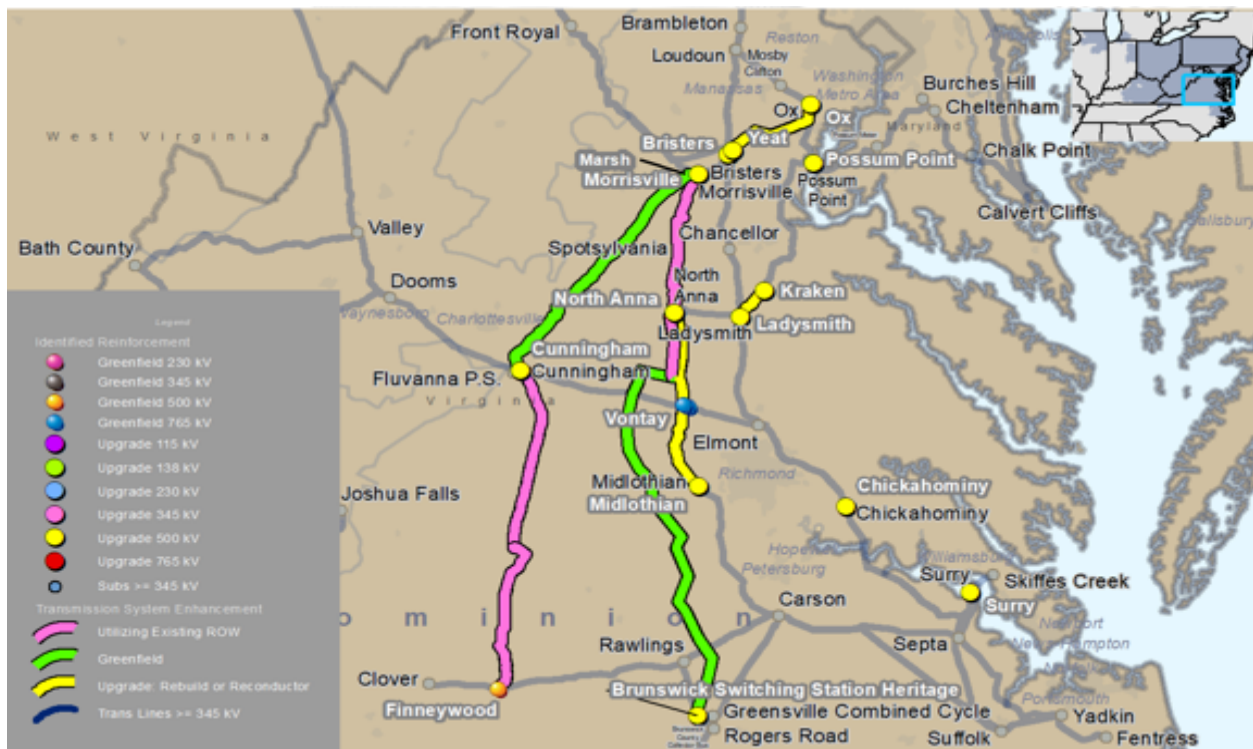 Brambleton
Front Royal
Loudoun
Reston
Mosby
Clifton
Washington
Metro Area
Manassas
Burches Hill
Cheltenham
West Virginia
Ox
Ox
Maryland
Bristers
Yeat
Marsh
Morrisville
Bristers
Morrisville
Possum Point
Possum
Point
Chalk Point
Calvert Cliffs
Salisbury
Valley
Bath County
Spotsylvania
Chancellor
Dooms
Waynesboro
Charlottesville
North Anna
North
Anna
Kraken
Ladysmith
Ladysmith
Cunningham
Cunningham
Fluvanna P.S.
Virginia
Vontay
Elmont
Richmond
Midlothian
Midlothian
Joshua Falls
Chickahominy
Chickahominy
Petersburg
Williamsburg
Surry
Skiffes Creek
Surry
Carson
Septa
ominion
Rawlings
Clover
Finneywood
Brunswick Switching Station Heritage
Greensville Combined Cycle
Rogers Road
Portsmouth
Suffolk
Yadkin
Fentress
Legend
Identified Reinforcement
Greenfield 230 kV
Greenfield 345 kV
Greenfield 500 kV
Greenfield 765 kV
Upgrade 115 kV
Upgrade 138 kV
Upgrade 230 kV
Upgrade 345 kV
Upgrade 500 kV
Upgrade 765 kV
Subs >= 345 kV
Transmission System Enhancement
Utilizing Existing ROW
Greenfield
Upgrade: Rebuild or Reconductor
Trans Lines >= 345 kV